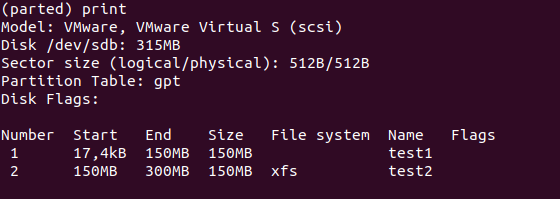 (parted) print
Model: VMware, VMware Virtual S (scsi)
Disk /dev/sdb: 315MB
Sector size (logical/physical): 512B/512B
Partition Table: gpt
Disk Flags:

Number  Start   End    Size   File system  Name   Flags
 1      17,4kB  150MB  150MB               test1
 2      150MB   300MB  150MB  xfs          test2